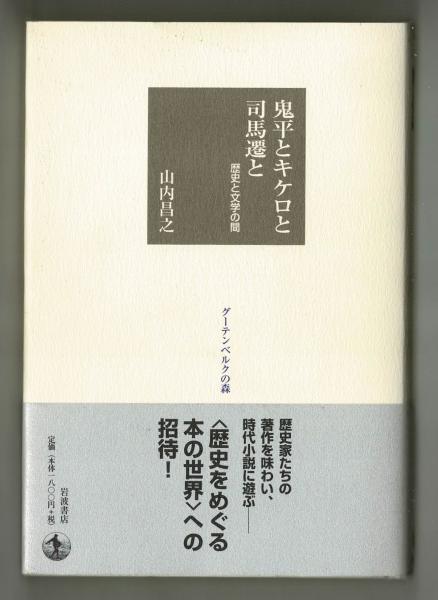 鬼平とキケロと
司馬遷と
歴史と文学の間
山内昌之
グーテンベルクの森
歴史家たちの
著作を味わい、
時代小説に遊ぶ——
〈歴史をめぐる
本の世界〉への
招待！
岩波書店
定価（本体一八〇〇円＋税）